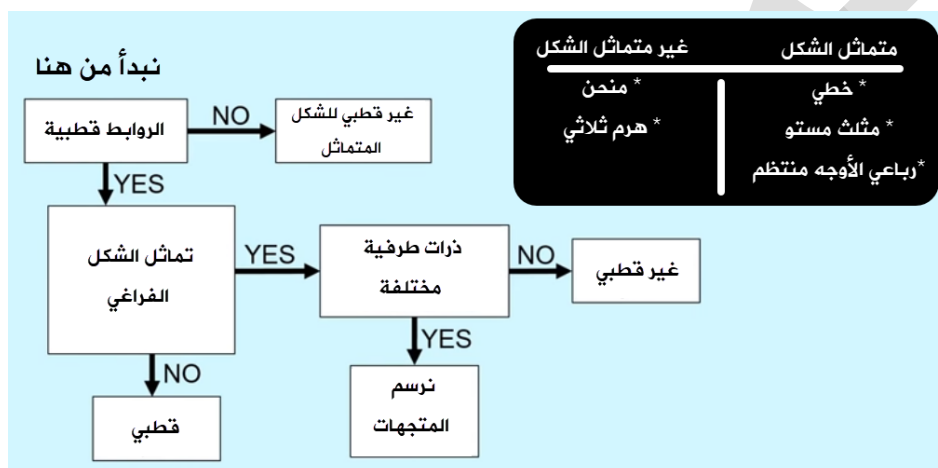 نبدأ من هنا
متماثل الشكل
غير متماثل الشكل
* خطي
* مثلث مستو
*رباعي الأوجه منتظم
* منحن
* هرم ثلاثي
الروابط قطبية
NO
غير قطبي للشكل
المتماثل
YES
تماثل الشكل
الفراغي
YES
ذرات طرفية
مختلفة
NO
غير قطبي
YES
نرسم
المتجهات
NO
قطبي